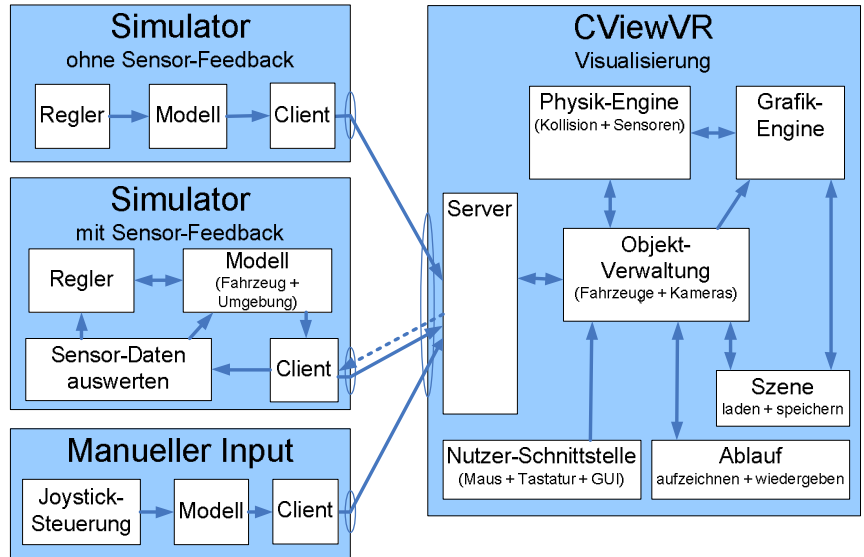 Simulator
ohne Sensor-Feedback
Regler
Modell
Client
Simulator
mit Sensor-Feedback
Regler
Modell
(Fahrzeug +
Umgebung)
Sensor-Daten
auswerten
Client
Manueller Input
Joystick-
Steuerung
Modell
Client
CViewVR
Visualisierung
Physik-Engine
(Kollision + Sensoren)
Grafik-
Engine
Server
Objekt-
Verwaltung
(Fahrzeuge + Kameras)
Szene
laden + speichern
Nutzer-Schnittstelle
(Maus + Tastatur + GUI)
Ablauf
aufzeichnen + wiedergeben